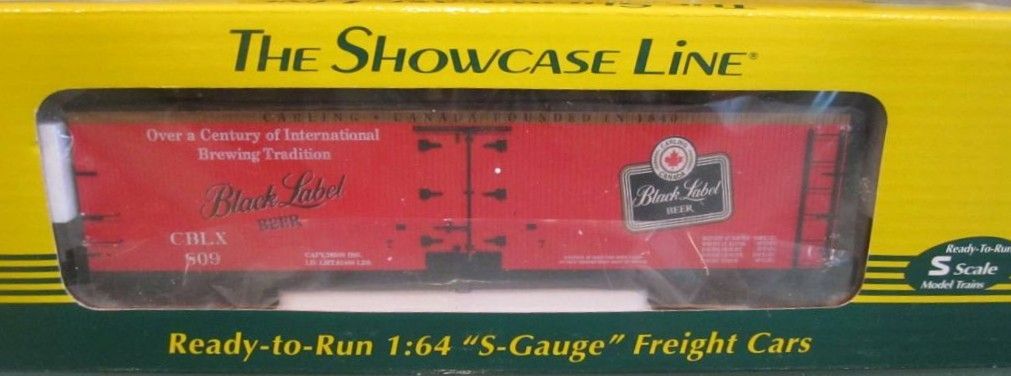 THE SHOWCASE LINE®
CARLING • CANADA FOUNDED IN 1840
Over a Century of International
Brewing Tradition
Black Label
BEER
CBLX
809
CARLING
CANADA
Black Label
BEER
Ready-To-Run
S Scale
Model Trains
Ready-to-Run 1:64 "S-Gauge" Freight Cars